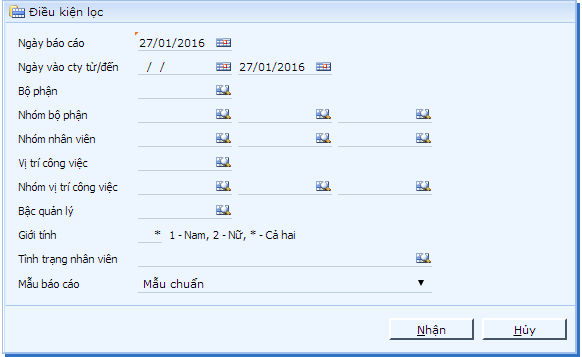 Điều kiện lọc
Ngày báo cáo 27/01/2016
Ngày vào cty từ/đến / / 27/01/2016
Bộ phận
Nhóm bộ phận
Nhóm nhân viên
Vị trí công việc
Nhóm vị trí công việc
Bậc quản lý
Giới tính * 1 - Nam, 2 - Nữ, * - Cả hai
Tình trạng nhân viên
Mẫu báo cáo Mẫu chuẩn
Nhận Hủy